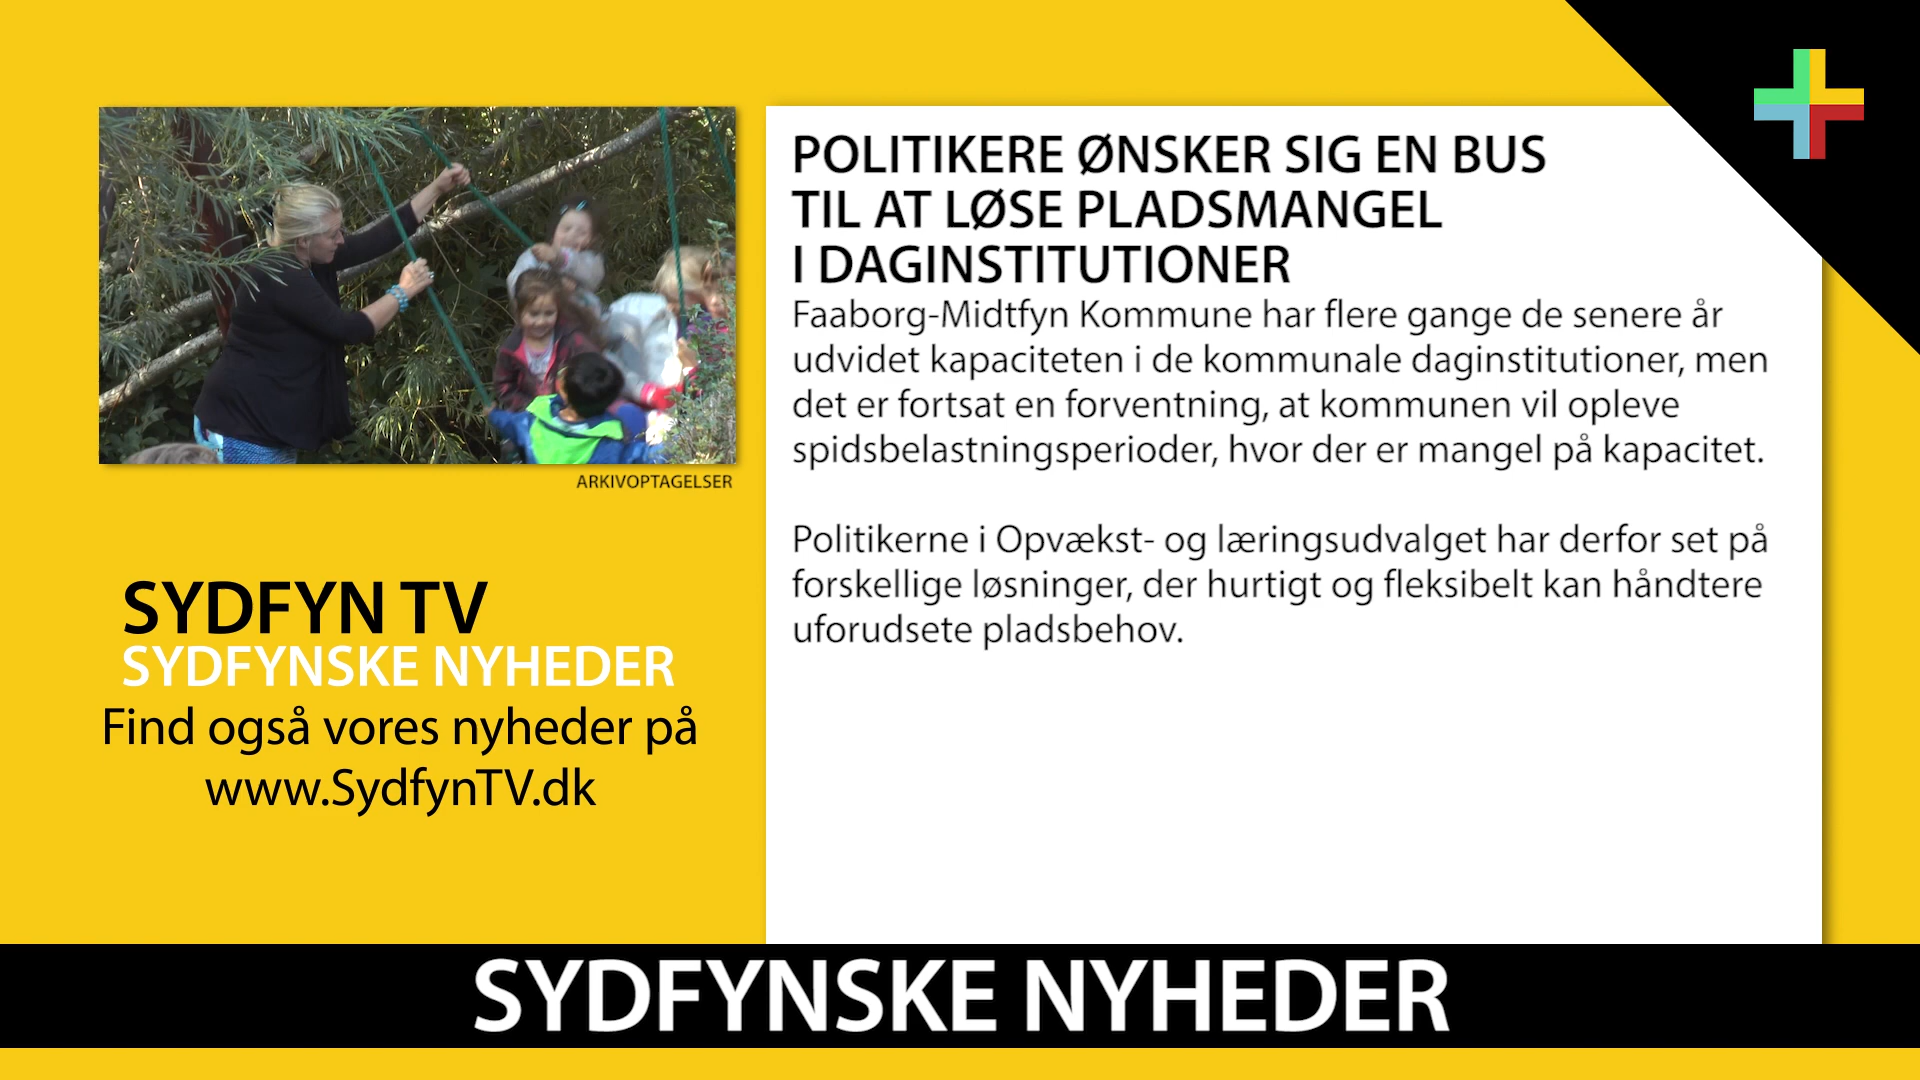 POLITIKERE ØNSKER SIG EN BUS
TIL AT LØSE PLADSMANGEL
I DAGINSTITUTIONER
Faaborg-Midtfyn Kommune har flere gange de senere år
udvidet kapaciteten i de kommunale daginstitutioner, men
det er fortsat en forventning, at kommunen vil opleve
spidsbelastningsperioder, hvor der er mangel på kapacitet.
Politikerne i Opvækst- og læringsudvalget har derfor set på
forskellige løsninger, der hurtigt og fleksibelt kan håndtere
uforudsete pladsbehov.
ARKIVOPTAGELSER
SYDFYN TV
SYDFYNSKE NYHEDER
Find også vores nyheder på
www.SydfynTV.dk
SYDFYNSKE NYHEDER